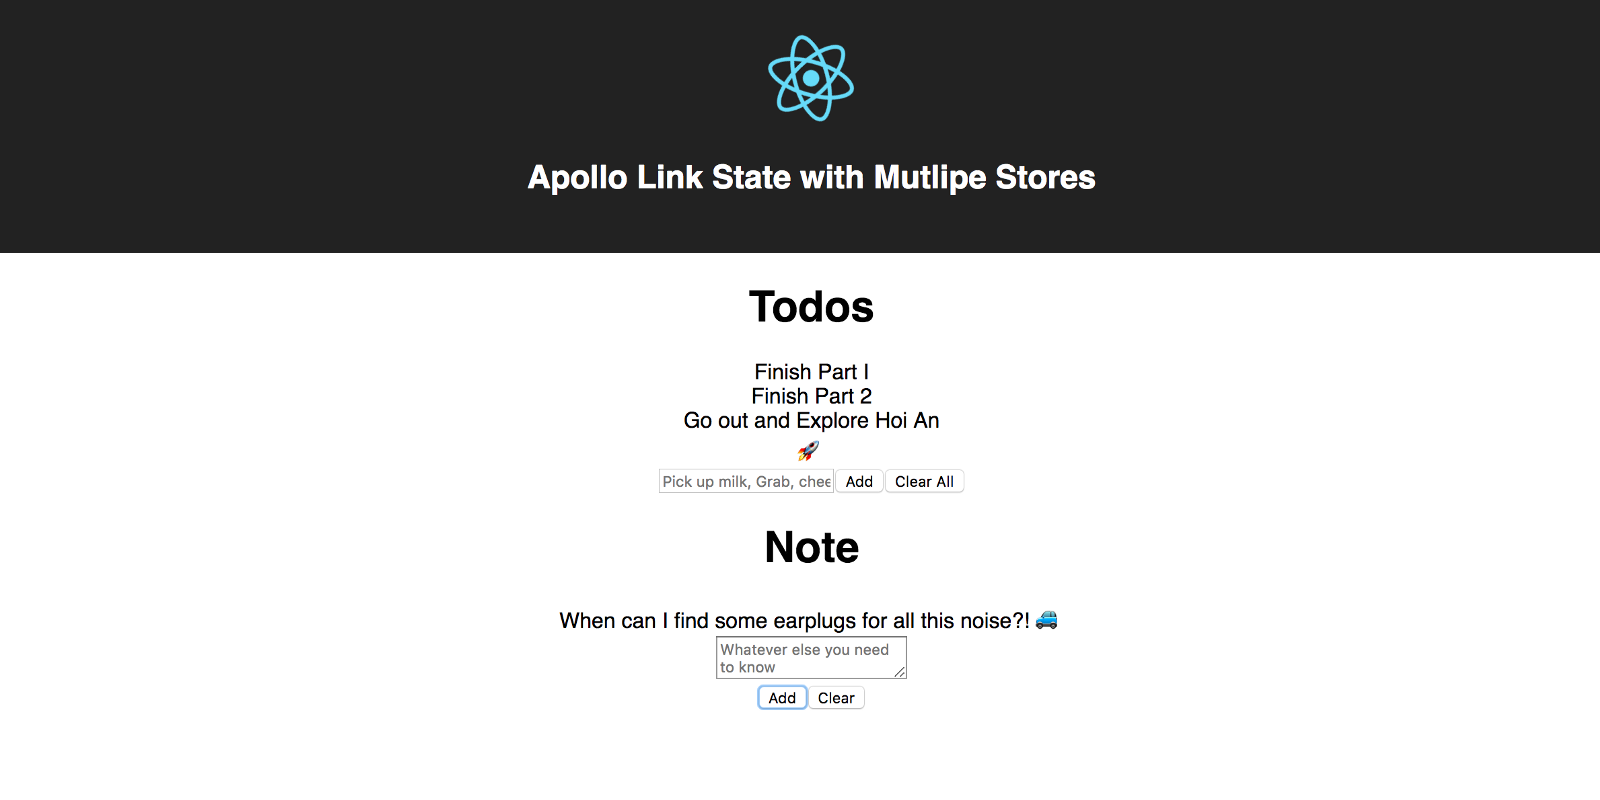 Apollo Link State with Mutlipe Stores
Todos
Finish Part I
Finish Part 2
Go out and Explore Hoi An
🚀
Pick up milk, Grab, chee Add Clear All
Note
When can I find some earplugs for all this noise?! 🚙
Whatever else you need
to know
Add Clear